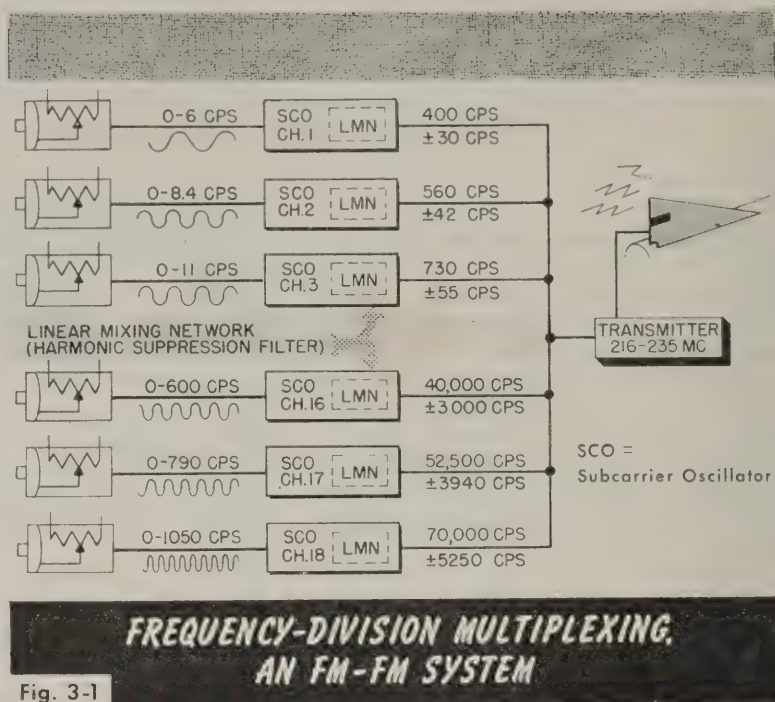 0-6 CPS
SCO CH.1
LMN
400 CPS
±30 CPS
0-8.4 CPS
SCO CH.2
LMN
560 CPS
±42 CPS
0-11 CPS
SCO CH.3
LMN
730 CPS
±55 CPS
LINEAR MIXING NETWORK
(HARMONIC SUPPRESSION FILTER)
TRANSMITTER
216-235 MC
0-600 CPS
SCO CH.16
LMN
40,000 CPS
±3000 CPS
0-790 CPS
SCO CH.17
LMN
52,500 CPS
±3940 CPS
SCO =
Subcarrier Oscillator
0-1050 CPS
SCO CH.18
LMN
70,000 CPS
±5250 CPS
FREQUENCY-DIVISION MULTIPLEXING,
AN FM-FM SYSTEM
Fig. 3-1